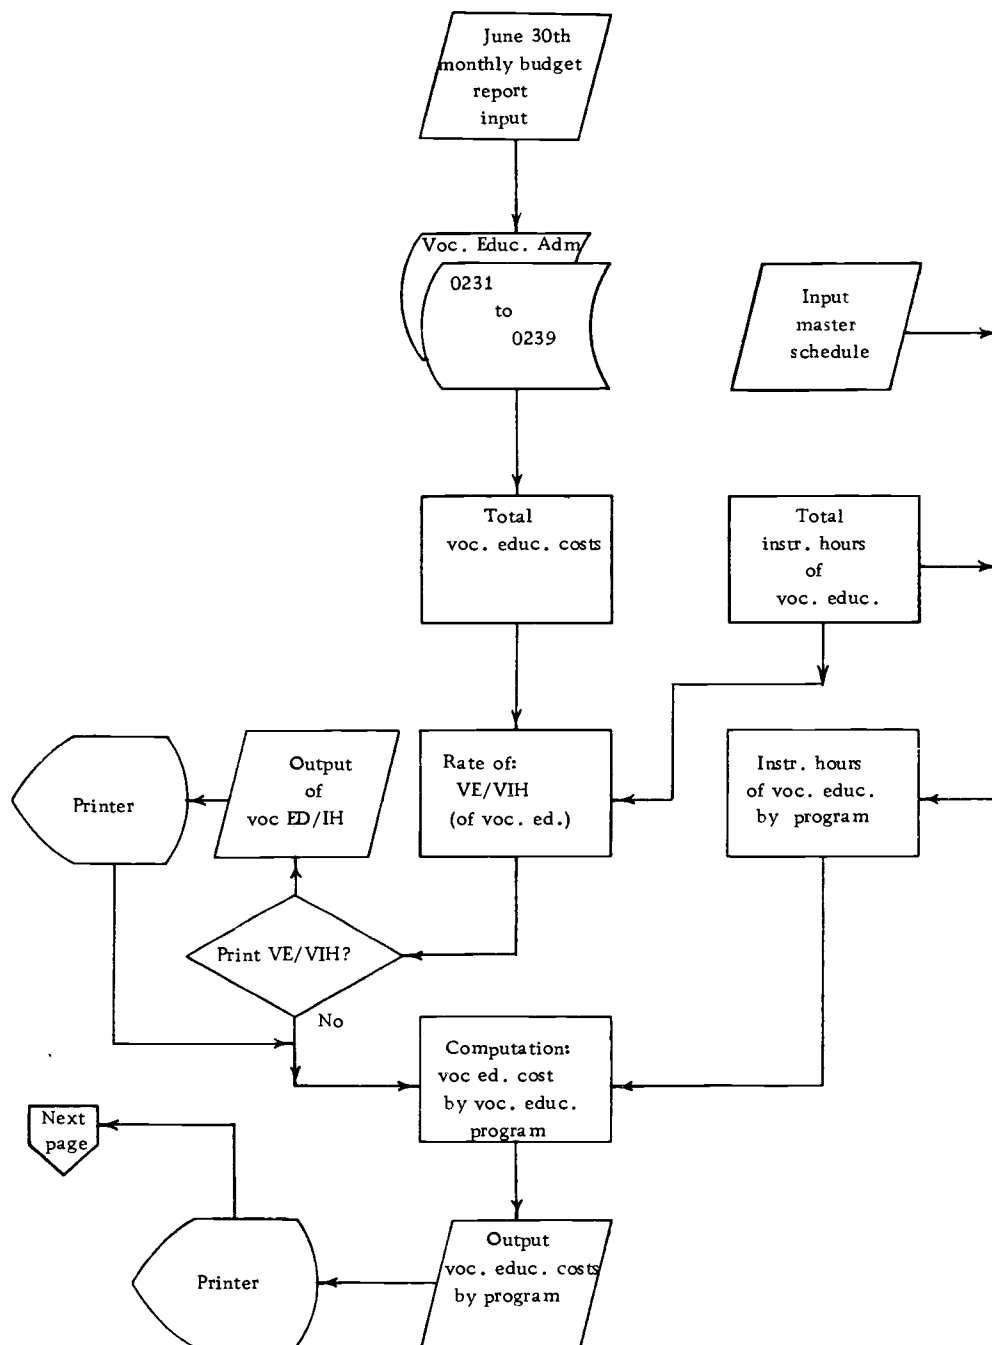 June 30th
monthly budget
report
input
Voc. Educ. Adm
0231
to
0239
Input
master
schedule
Total
voc. educ. costs
Total
instr. hours
of
voc. educ.
Printer
Output
of
voc ED/IH
Rate of:
VE/VIH
(of voc. ed.)
Instr. hours
of voc. educ.
by program
Print VE/VIH?
No
Computation:
voc ed. cost
by voc. educ.
program
Next
page
Printer
Output
voc. educ. costs
by program